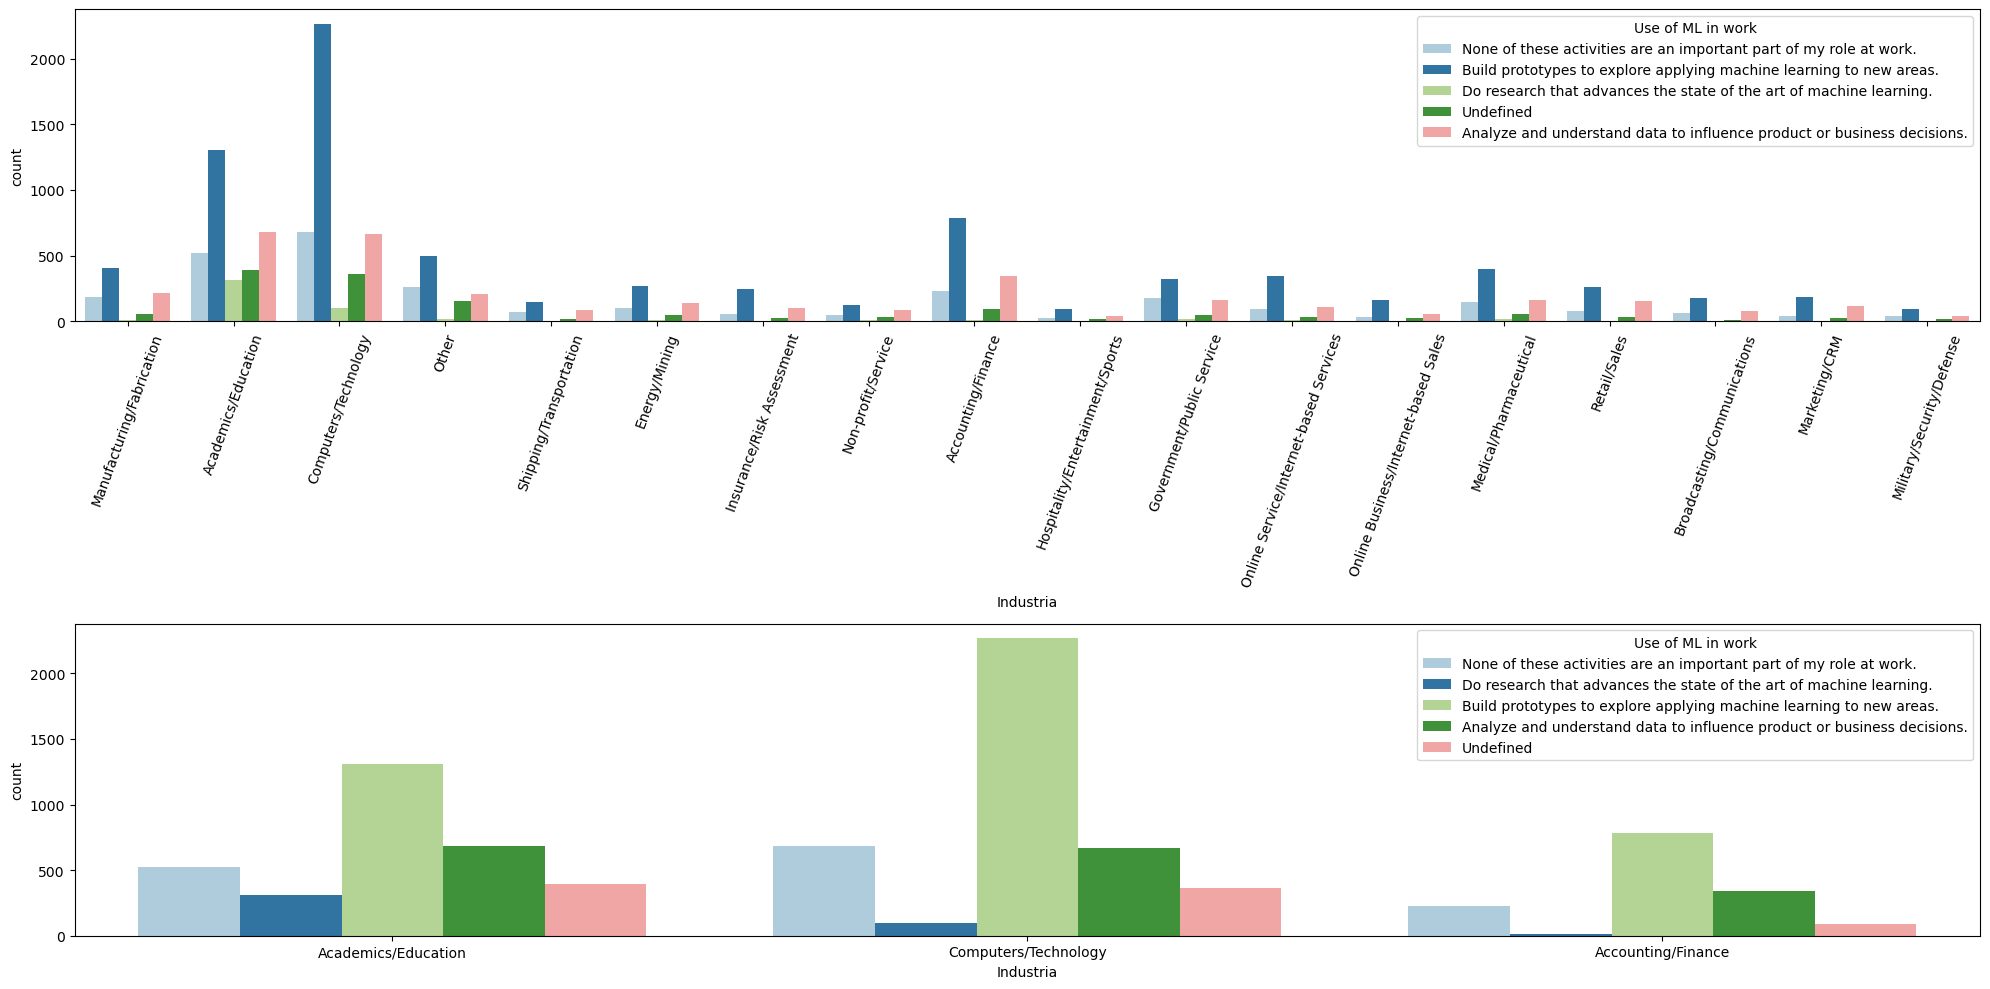 Use of ML in work
None of these activities are an important part of my role at work.
Build prototypes to explore applying machine learning to new areas.
Do research that advances the state of the art of machine learning.
Undefined
Analyze and understand data to influence product or business decisions.
2000
1500
1000
500
0
count
Manufacturing/Fabrication
Academics/Education
Computers/Technology
Other
Shipping/Transportation
Energy/Mining
Insurance/Risk Assessment
Non-profit/Service
Accounting/Finance
Hospitality/Entertainment/Sports
Government/Public Service
Online Service/Internet-based Services
Online Business/Internet-based Sales
Medical/Pharmaceutical
Retail/Sales
Broadcasting/Communications
Marketing/CRM
Military/Security/Defense
Industria
Use of ML in work
None of these activities are an important part of my role at work.
Do research that advances the state of the art of machine learning.
Build prototypes to explore applying machine learning to new areas.
Analyze and understand data to influence product or business decisions.
Undefined
2000
1500
1000
500
0
count
Academics/Education
Computers/Technology
Accounting/Finance
Industria